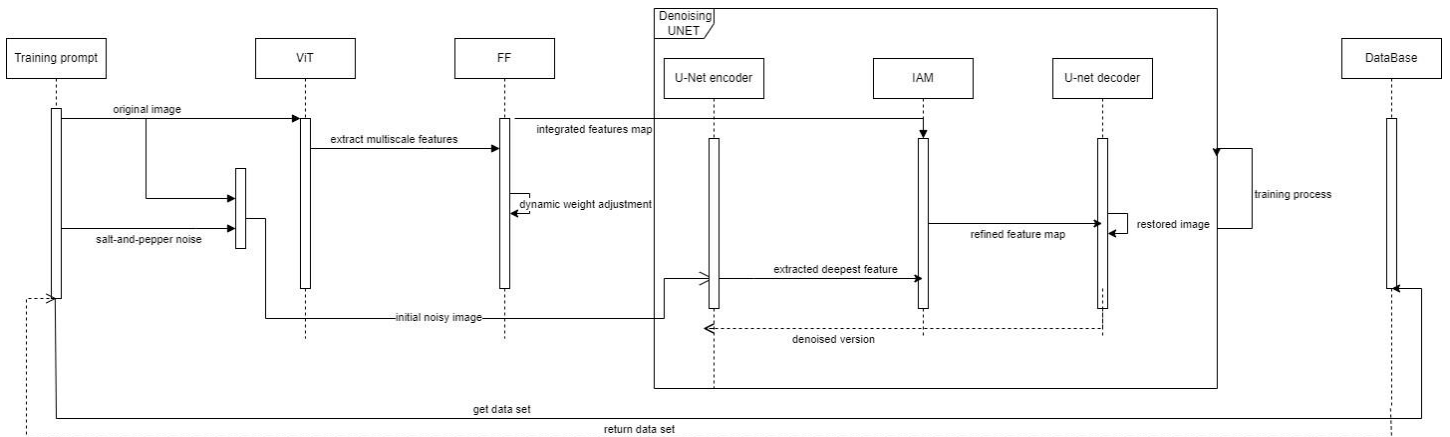 Denoising
UNET
Training prompt
ViT
FF
U-Net encoder
IAM
U-net decoder
DataBase
original image
integrated features map
extract multiscale features
training process
dynamic weight adjustment
restored image
salt-and-pepper noise
refined feature map
extracted deepest feature
initial noisy image
denoised version
get data set
return data set